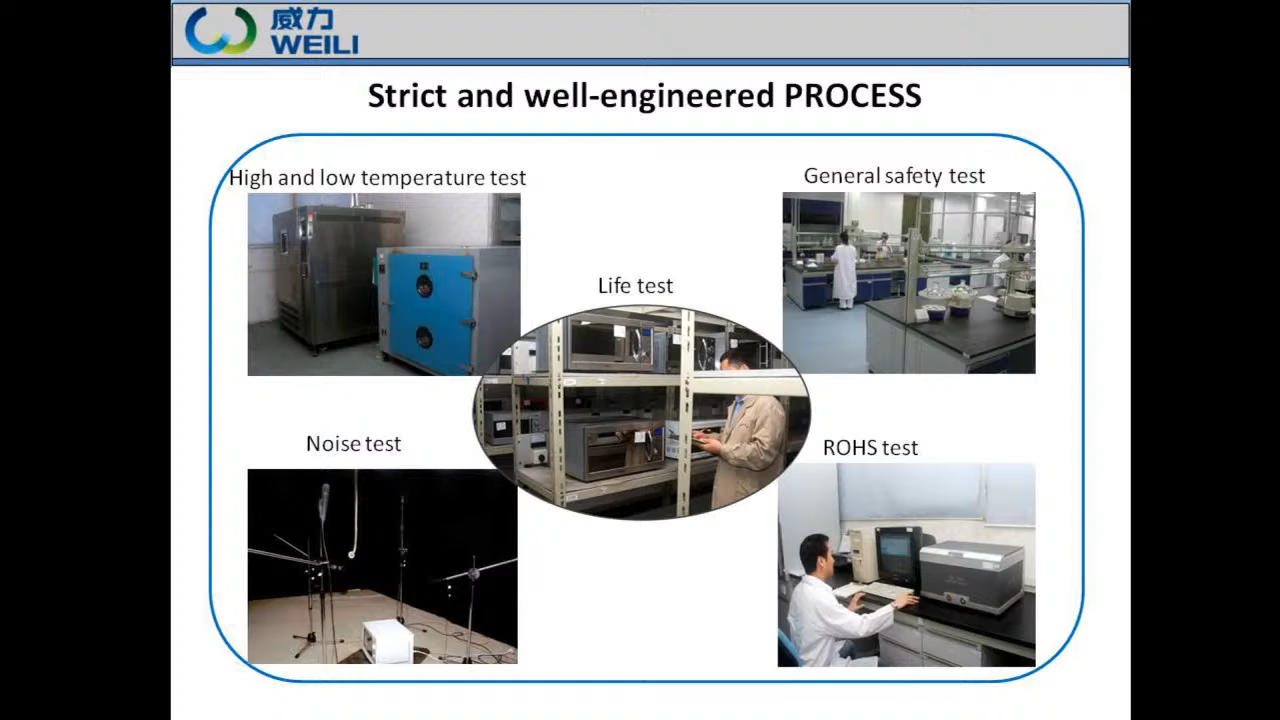 威力
WEILI
Strict and well-engineered PROCESS
High and low temperature test
General safety test
Life test
Noise test
ROHS test